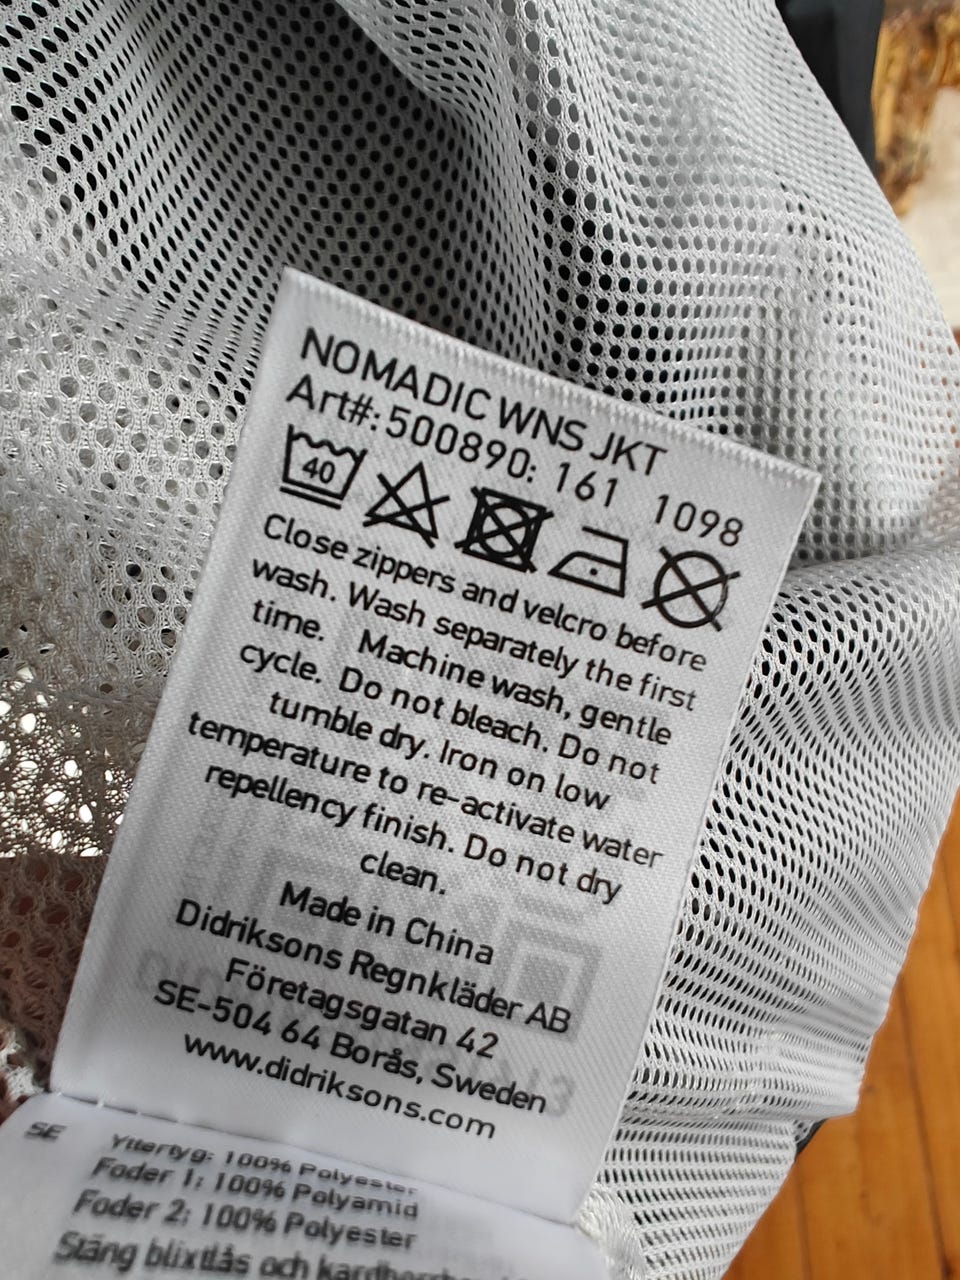 NOMADIC WNS JKT
Art#: 500890: 161 1098
40
Close zippers and velcro before
wash. Wash separately the first
time. Machine wash, gentle
cycle. Do not bleach. Do not
tumble dry. Iron on low
temperature to re-activate water
repellency finish. Do not dry
clean.
Made in China
Didriksons Regnkläder AB
Företagsgatan 42
SE-504 64 Borås, Sweden
www.didriksons.com
SE Yttertyg: 100% Polyester
Foder 1: 100% Polyamid
Foder 2: 100% Polyester
Stäng blixtlås och